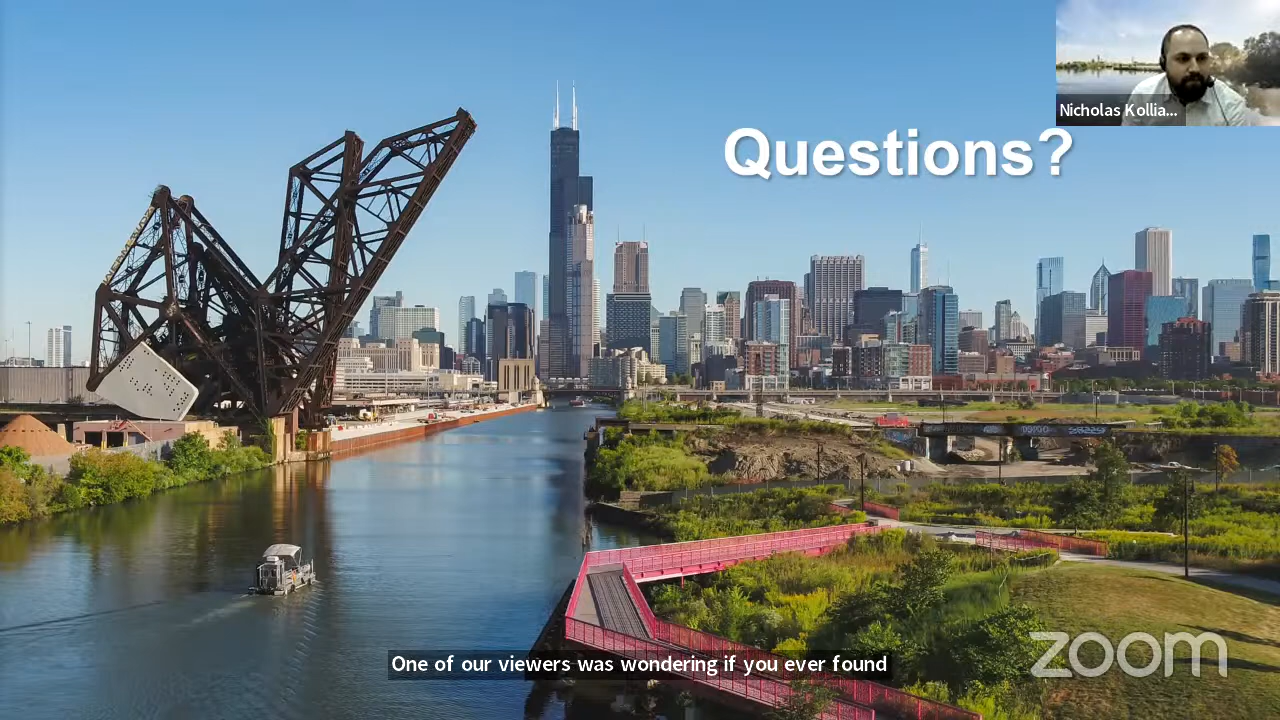 Nicholas Kollia...
Questions?
One of our viewers was wondering if you ever found
zoom